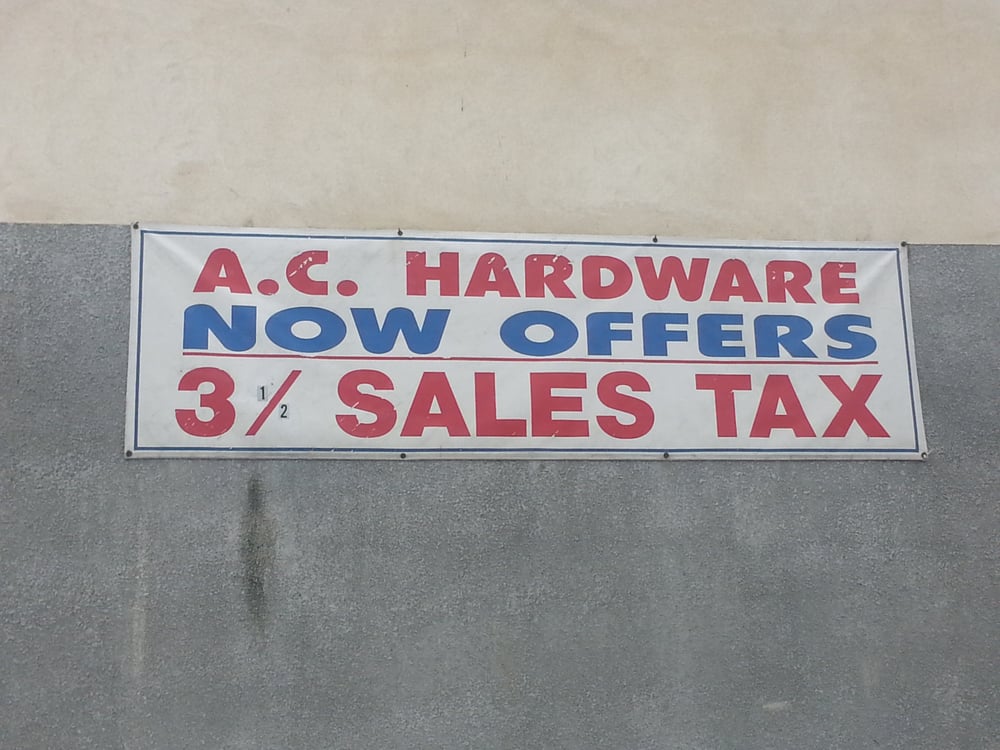 A.C. HARDWARE
NOW OFFERS
3 1/2 SALES TAX